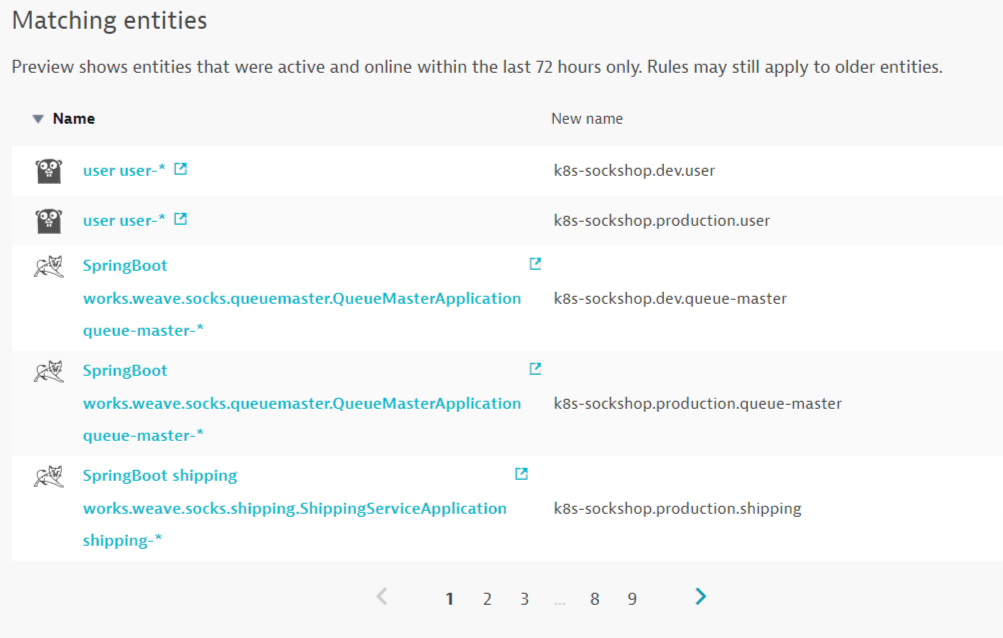 Matching entities
Preview shows entities that were active and online within the last 72 hours only. Rules may still apply to older entities.
Name New name
user user-* k8s-sockshop.dev.user
user user-* k8s-sockshop.production.user
SpringBoot
works.weave.socks.queuemaster.QueueMasterApplication k8s-sockshop.dev.queue-master
queue-master-*
SpringBoot
works.weave.socks.queuemaster.QueueMasterApplication k8s-sockshop.production.queue-master
queue-master-*
SpringBoot shipping
works.weave.socks.shipping.ShippingServiceApplication k8s-sockshop.production.shipping
shipping-*
1 2 3 ... 8 9